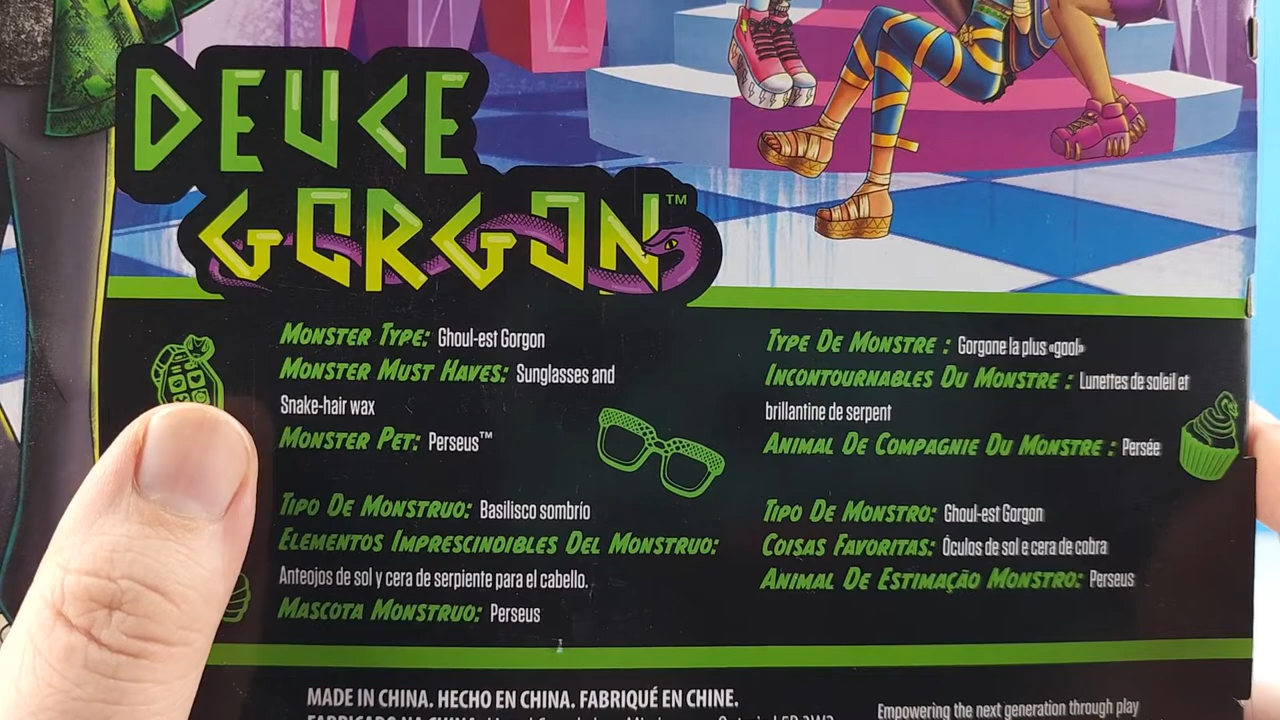 DEUCE
GORGON™
MONSTER TYPE: Ghoul-est Gorgon
MONSTER MUST HAVES: Sunglasses and
Snake-hair wax
MONSTER PET: Perseus™
TYPE DE MONSTRE : Gorgone la plus «gool»
INCONTOURNABLES DU MONSTRE : Lunettes de soleil et
brillantine de serpent
ANIMAL DE COMPAGNIE DU MONSTRE : Persée
TIPO DE MONSTRUO: Basilisco sombrío
ELEMENTOS IMPRESCINDIBLES DEL MONSTRUO:
Anteojos de sol y cera de serpiente para el cabello.
MASCOTA MONSTRUO: Perseus
TIPO DE MONSTRO: Ghoul-est Gorgon
COISAS FAVORITAS: Óculos de sol e cera de cobra
ANIMAL DE ESTIMAÇÃO MONSTRO: Perseus
MADE IN CHINA. HECHO EN CHINA. FABRIQUÉ EN CHINE.
FABRICADO NA CHINA.
Empowering the next generation through play